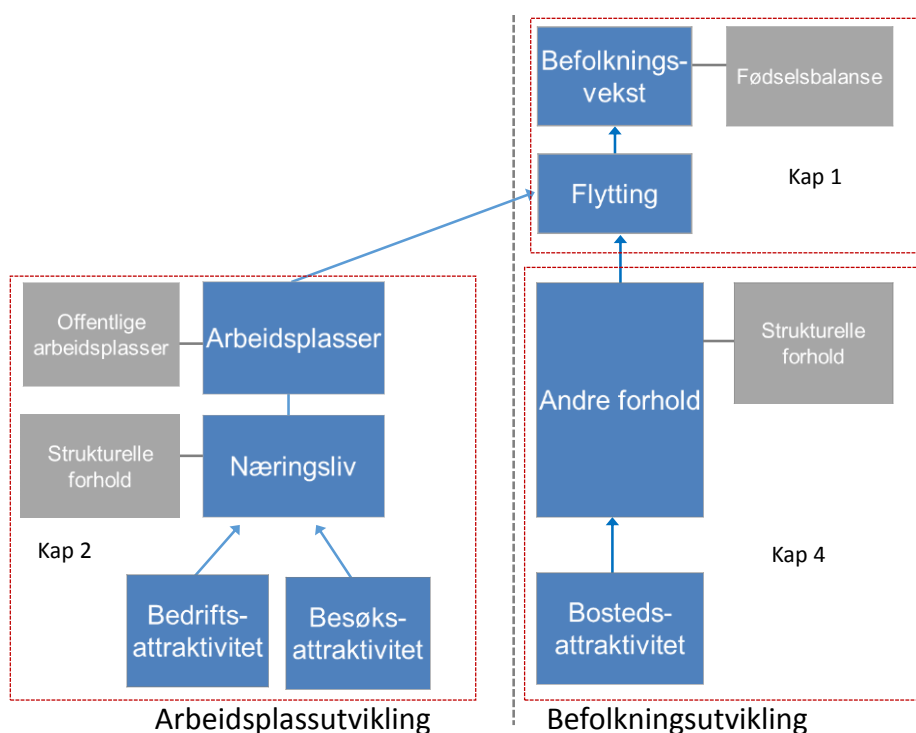 Befolknings-
vekst
Fødselsbalanse
Kap 1
Flytting
Offentlige
arbeidsplasser
Arbeidsplasser
Strukturelle
forhold
Næringsliv
Kap 2
Bedrifts-
attraktivitet
Besøks-
attraktivitet
Andre forhold
Strukturelle
forhold
Kap 4
Bosteds-
attraktivitet
Arbeidsplassutvikling
Befolkningsutvikling